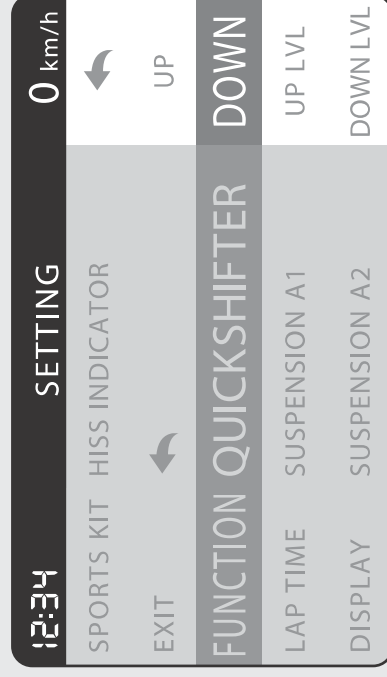 12:34 SETTING 0 km/h
SPORTS KIT HISS INDICATOR
EXIT UP
FUNCTION QUICKSHIFTER DOWN
LAP TIME SUSPENSION A1 UP LVL
DISPLAY SUSPENSION A2 DOWN LVL